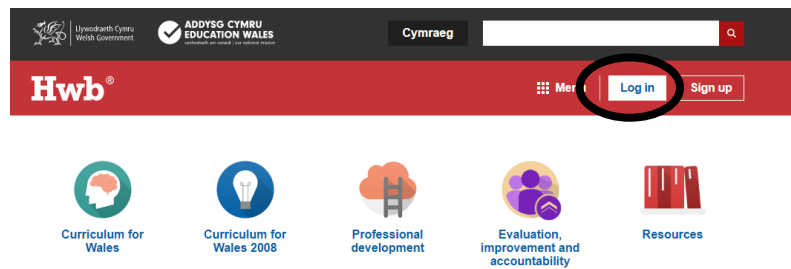 Llywodraeth Cymru
Welsh Government
ADDYSG CYMRU
EDUCATION WALES
Cymraeg
Hwb®
Menu
Log in
Sign up
Curriculum for
Wales
Curriculum for
Wales 2008
Professional
development
Evaluation,
improvement and
accountability
Resources